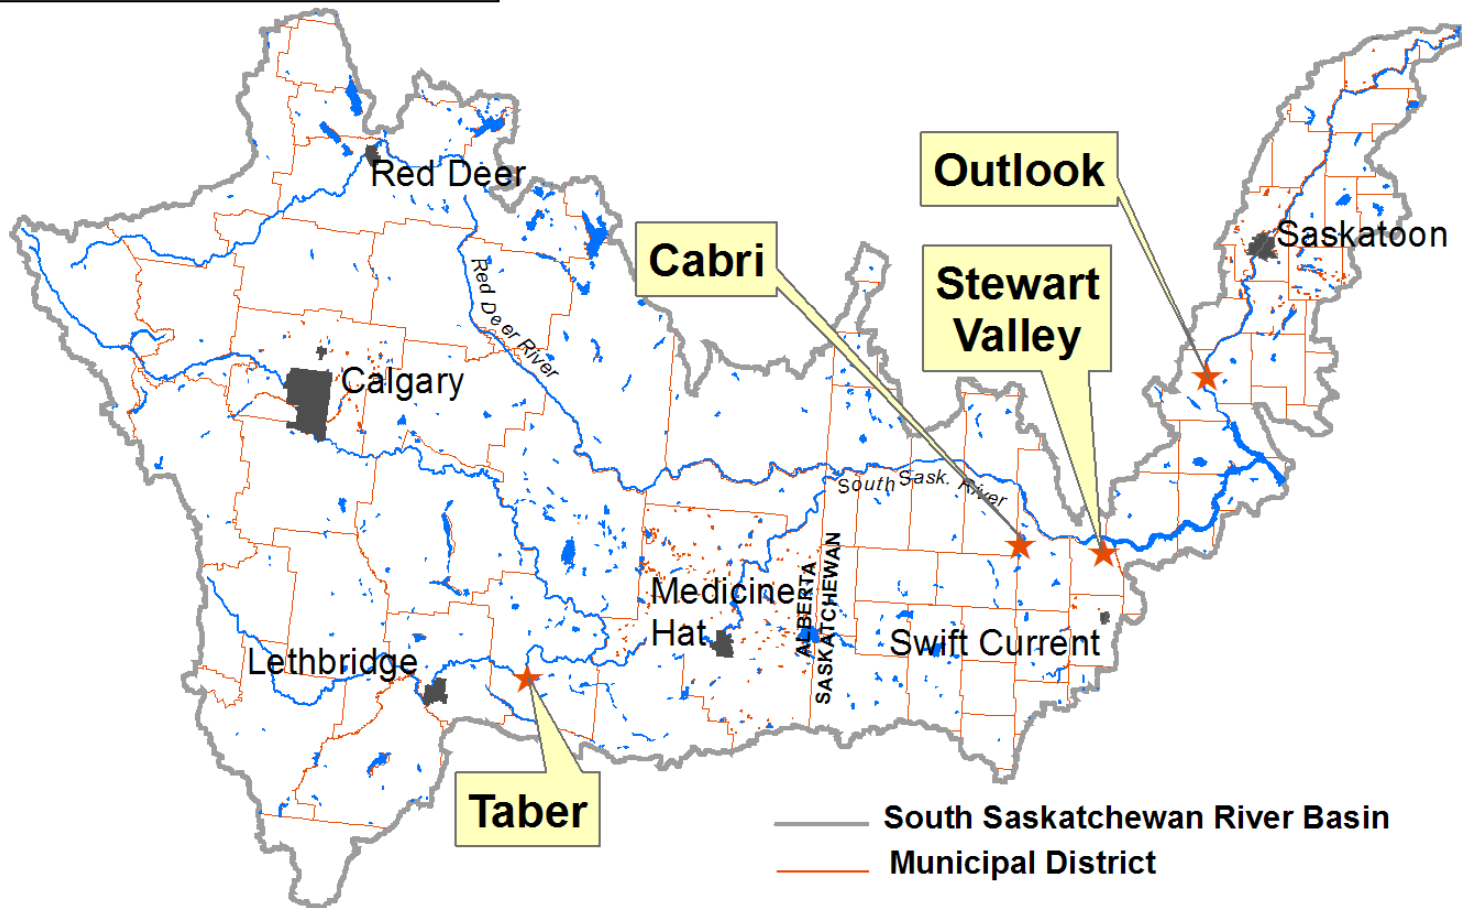 Outlook
Red Deer
Saskatoon
Cabri
Stewart
Valley
Red Deer River
Calgary
South Sask. River
ALBERTA
SASKATCHEWAN
Medicine
Hat
Swift Current
Lethbridge
Taber
South Saskatchewan River Basin
Municipal District